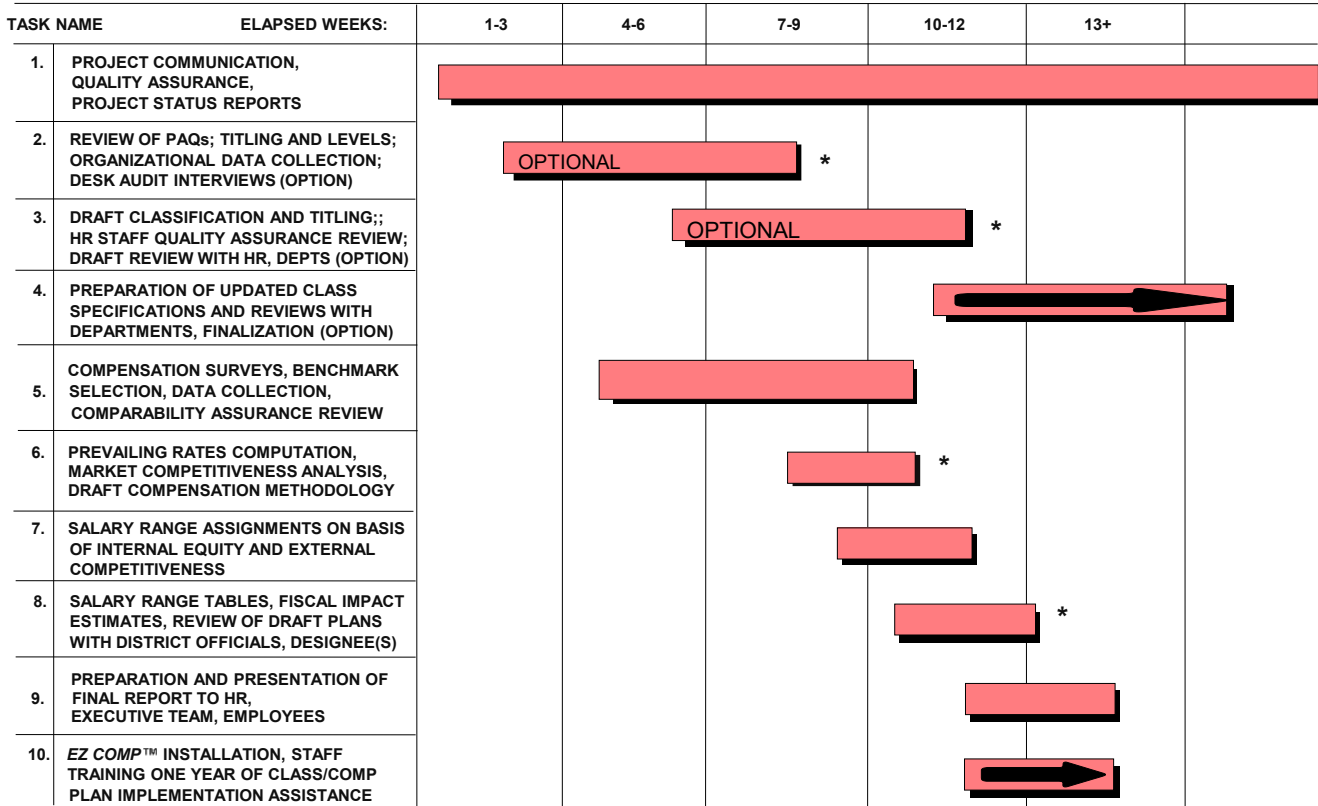 TASK NAME ELAPSED WEEKS: 1-3 4-6 7-9 10-12 13+
1. PROJECT COMMUNICATION,
QUALITY ASSURANCE,
PROJECT STATUS REPORTS
2. REVIEW OF PAQs; TITLING AND LEVELS;
ORGANIZATIONAL DATA COLLECTION;
DESK AUDIT INTERVIEWS (OPTION)
OPTIONAL *
3. DRAFT CLASSIFICATION AND TITLING;;
HR STAFF QUALITY ASSURANCE REVIEW;
DRAFT REVIEW WITH HR, DEPTS (OPTION)
OPTIONAL *
4. PREPARATION OF UPDATED CLASS
SPECIFICATIONS AND REVIEWS WITH
DEPARTMENTS, FINALIZATION (OPTION)
COMPENSATION SURVEYS, BENCHMARK
5. SELECTION, DATA COLLECTION,
COMPARABILITY ASSURANCE REVIEW
6. PREVAILING RATES COMPUTATION,
MARKET COMPETITIVENESS ANALYSIS,
DRAFT COMPENSATION METHODOLOGY
*
7. SALARY RANGE ASSIGNMENTS ON BASIS
OF INTERNAL EQUITY AND EXTERNAL
COMPETITIVENESS
8. SALARY RANGE TABLES, FISCAL IMPACT
ESTIMATES, REVIEW OF DRAFT PLANS
WITH DISTRICT OFFICIALS, DESIGNEE(S)
*
PREPARATION AND PRESENTATION OF
9. FINAL REPORT TO HR,
EXECUTIVE TEAM, EMPLOYEES
10. EZ COMP™ INSTALLATION, STAFF
TRAINING ONE YEAR OF CLASS/COMP
PLAN IMPLEMENTATION ASSISTANCE